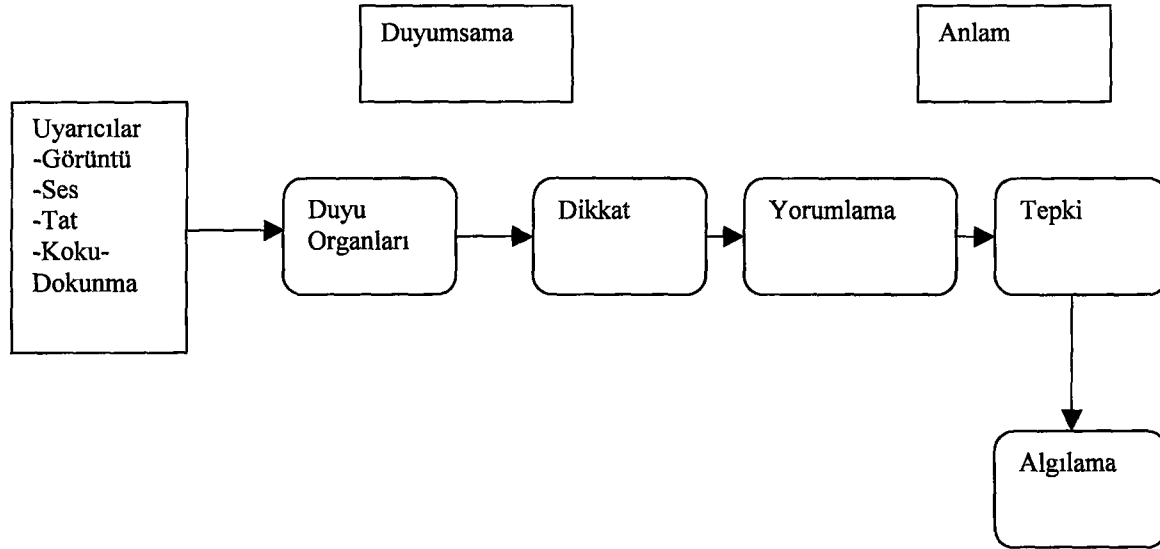 Duyumsama
Anlam
Uyarıcılar
-Görüntü
-Ses
-Tat
-Koku-
Dokunma
Duyu
Organları
Dikkat
Yorumlama
Tepki
Algılama